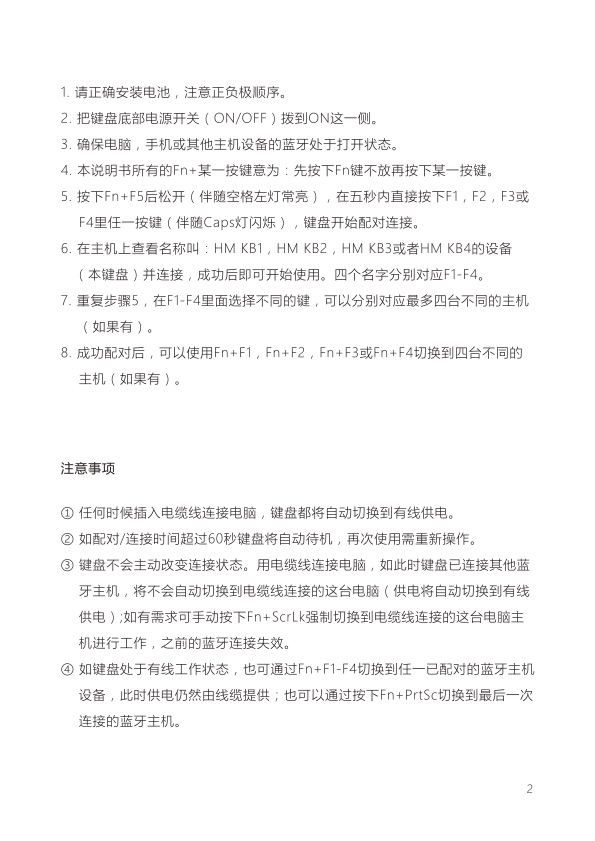 1. 请正确安装电池，注意正负极顺序。
2. 把键盘底部电源开关（ON/OFF）拨到ON这一侧。
3. 确保电脑，手机或其他主机设备的蓝牙处于打开状态。
4. 本说明书所有的Fn+某一按键意为：先按下Fn键不放再按下某一按键。
5. 按下Fn+F5后松开（伴随空格左灯常亮），在五秒内直接按下F1，F2，F3或
F4里任一按键（伴随Caps灯闪烁），键盘开始配对连接。
6. 在主机上查看名称叫：HM KB1，HM KB2，HM KB3或者HM KB4的设备
（本键盘）并连接，成功后即可开始使用。四个名字分别对应F1-F4。
7. 重复步骤5，在F1-F4里面选择不同的键，可以分别对应最多四台不同的主机
（如果有）。
8. 成功配对后，可以使用Fn+F1，Fn+F2，Fn+F3或Fn+F4切换到四台不同的
主机（如果有）。
注意事项
① 任何时候插入电缆线连接电脑，键盘都将自动切换到有线供电。
② 如配对/连接时间超过60秒键盘将自动待机，再次使用需重新操作。
③ 键盘不会主动改变连接状态。用电缆线连接电脑，如此时键盘已连接其他蓝
牙主机，将不会自动切换到电缆线连接的这台电脑（供电将自动切换到有线
供电）;如有需求可手动按下Fn+ScrLk强制切换到电缆线连接的这台电脑主
机进行工作，之前的蓝牙连接失效。
④ 如键盘处于有线工作状态，也可通过Fn+F1-F4切换到任一已配对的蓝牙主机
设备，此时供电仍然由线缆提供；也可以通过按下Fn+PrtSc切换到最后一次
连接的蓝牙主机。
2